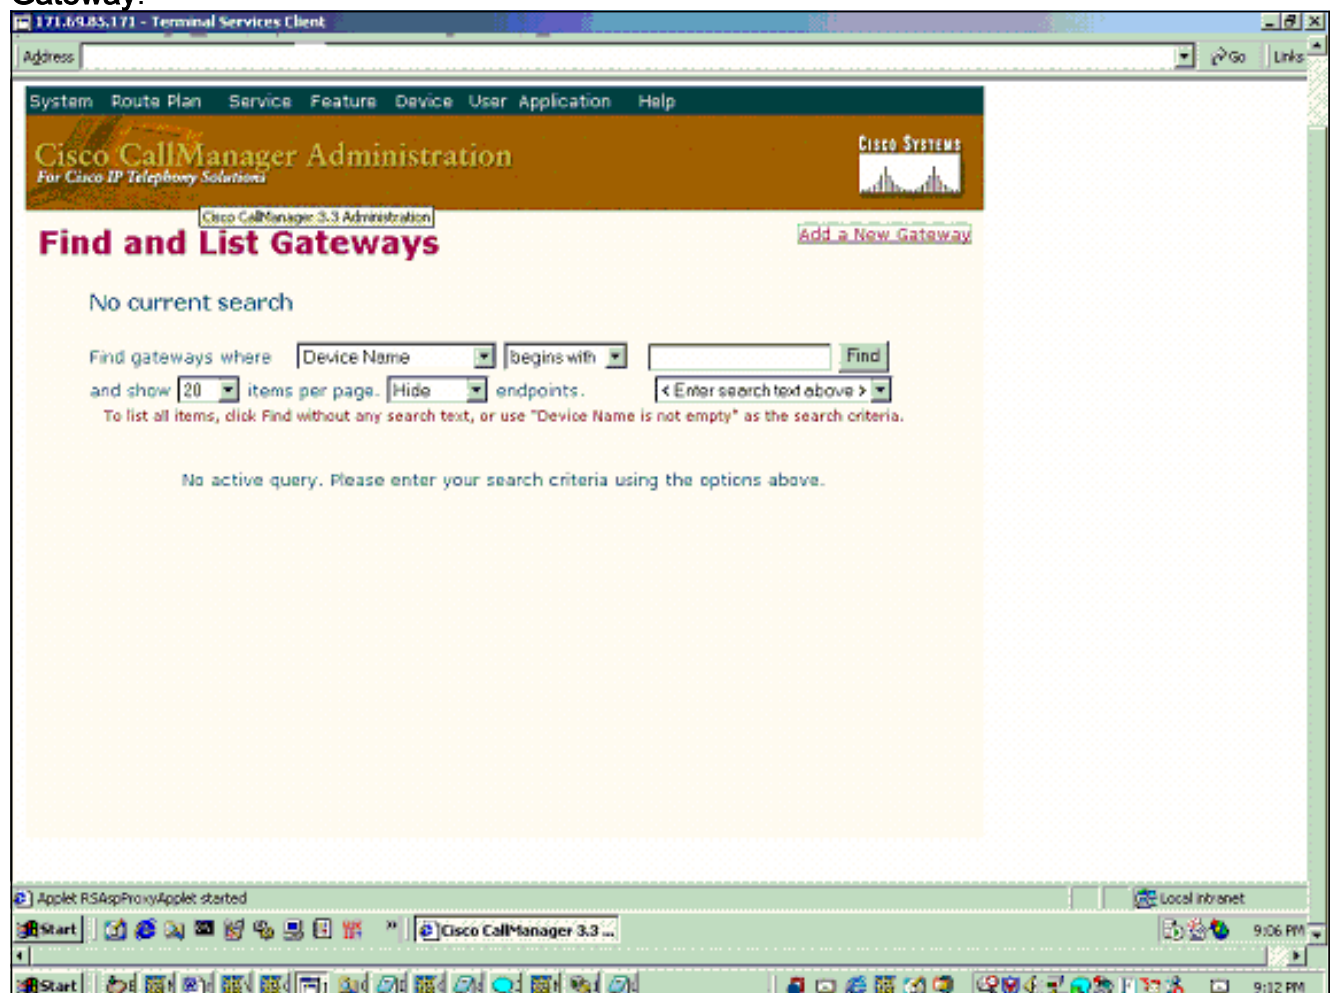 Gateway.
171.69.85.171 - Terminal Services Client
Address
Go
Links
System Route Plan Service Feature Device User Application Help
Cisco CallManager Administration
For Cisco IP Telephony Solutions
CISCO SYSTEMS
Cisco CallManager 3.3 Administration
Find and List Gateways
Add a New Gateway
No current search
Find gateways where Device Name begins with Find
and show 20 items per page. Hide endpoints. < Enter search text above >
To list all items, click Find without any search text, or use "Device Name is not empty" as the search criteria.
No active query. Please enter your search criteria using the options above.
Applet RSAspProxyApplet started
Local intranet
Start
»
Cisco CallManager 3.3 ...
9:06 PM
Start
9:12 PM